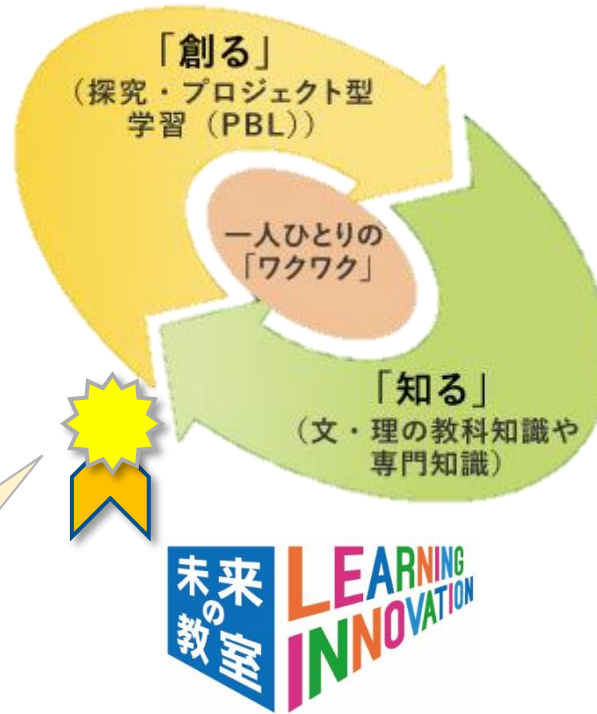 「創る」
（探究・プロジェクト型
学習（PBL））
一人ひとりの
「ワクワク」
「知る」
（文・理の教科知識や
専門知識）
未来
の
教室
LEARNING
INNOVATION